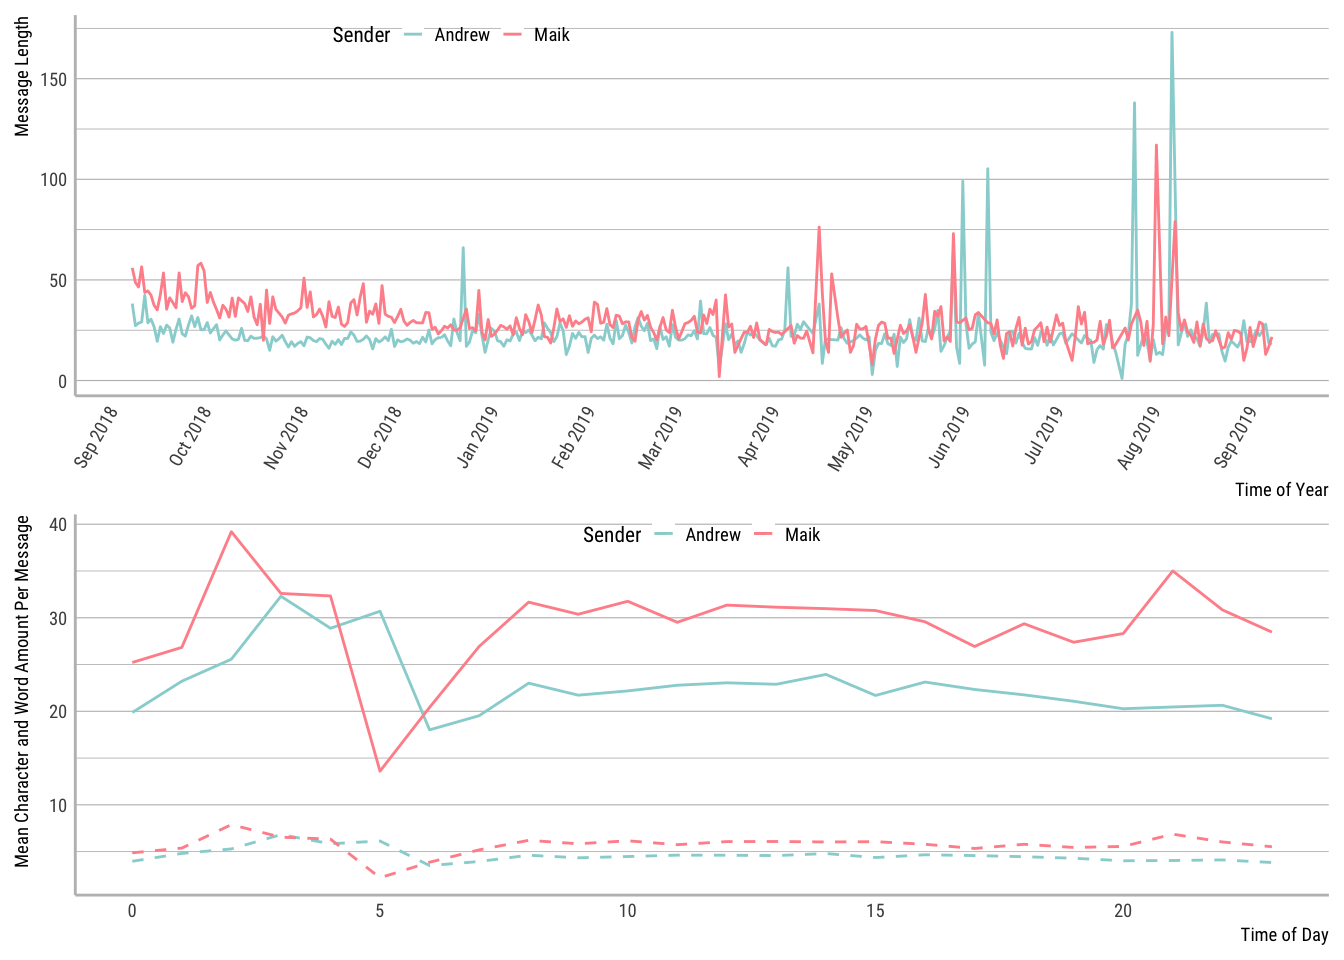 Message Length
Sender Andrew Maik
150
100
50
0
Sep 2018 Oct 2018 Nov 2018 Dec 2018 Jan 2019 Feb 2019 Mar 2019 Apr 2019 May 2019 Jun 2019 Jul 2019 Aug 2019 Sep 2019
Time of Year
Mean Character and Word Amount Per Message
Sender Andrew Maik
40
30
20
10
0 5 10 15 20
Time of Day